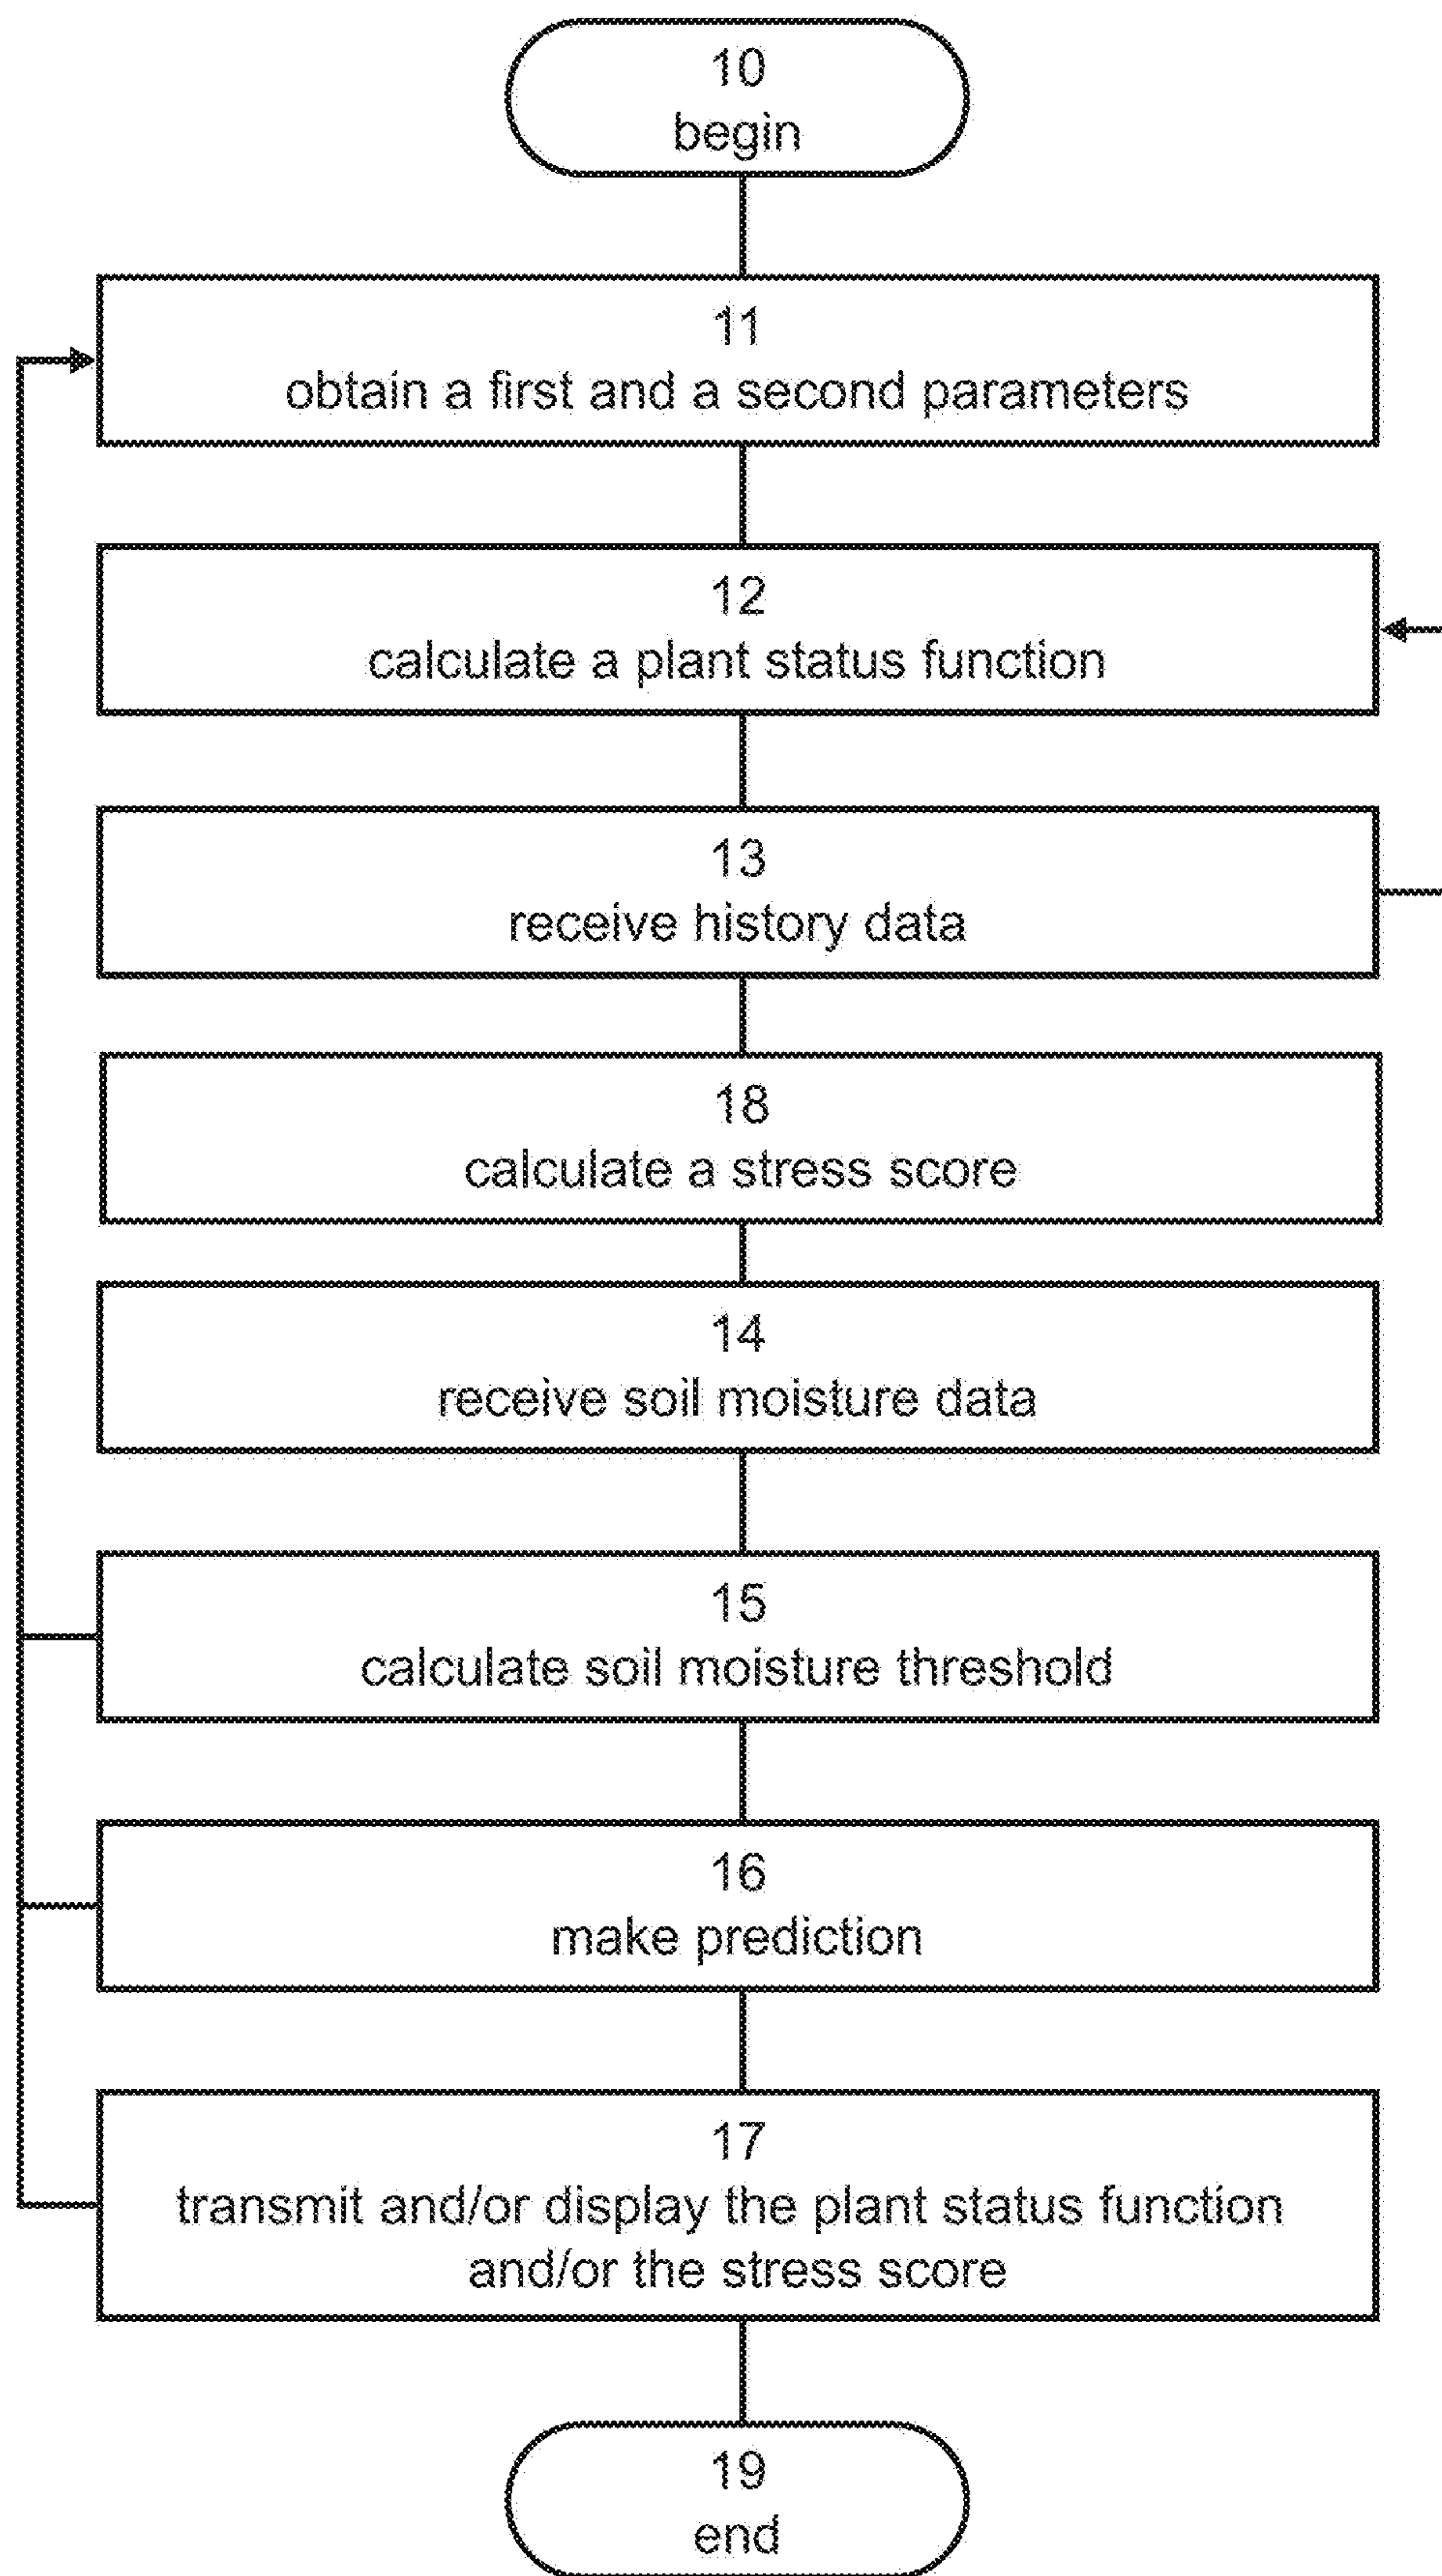 10
begin
11
obtain a first and a second parameters
12
calculate a plant status function
13
receive history data
18
calculate a stress score
14
receive soil moisture data
15
calculate soil moisture threshold
16
make prediction
17
transmit and/or display the plant status function
and/or the stress score
19
end